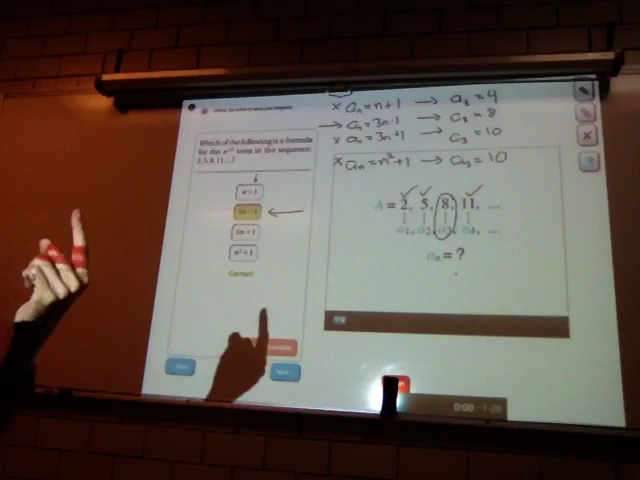 × aₙ = n+1 → a₃ = 4
→ aₙ = 3n-1 → a₃ = 8
× aₙ = 3n+1 → a₃ = 10
× aₙ = n²+1 → a₃ = 10
Which of the following is a formula
for the nᵗʰ term in the sequence:
2, 5, 8, 11,...?
n+1
3n-1
3n+1
n²+1
Correct!
A = 2, 5, 8, 11, ...
a₁, a₂, a₃, a₄, ...
aₙ = ?
0:00